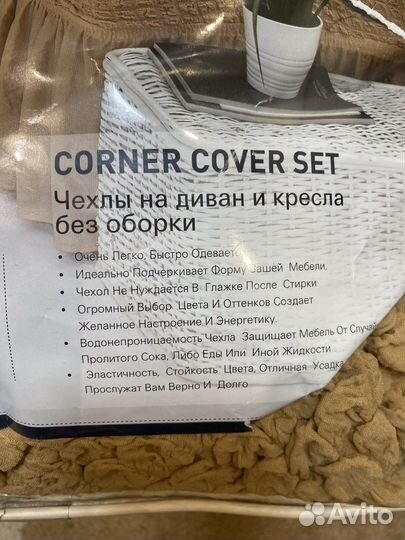 CORNER COVER SET
Чехлы на диван и кресла
без оборки
• Очень Легко, Быстро Одевается
• Идеально Подчёркивает Форму Вашей Мебели,
• Чехол Не Нуждается В Глажке После Стирки
• Огромный Выбор Цвета И Оттенков Создает
Желанное Настроение И Энергетику.
• Водонепроницаемость Чехла Защищает Мебель От Случай
Пролитого Сока, Либо Еды Или Иной Жидкости
• Эластичность, Стойкость Цвета, Отличная Усадка
Прослужат Вам Верно И Долго
Avito